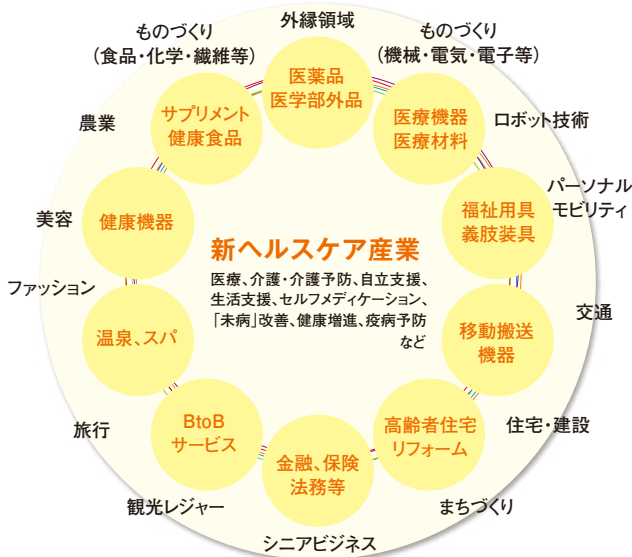 外縁領域
ものづくり
（食品・化学・繊維等）
ものづくり
（機械・電気・電子等）
農業
ロボット技術
美容
パーソナル
モビリティ
ファッション
交通
旅行
住宅・建設
観光レジャー
まちづくり
シニアビジネス
医薬品
医学部外品
サプリメント
健康食品
医療機器
医療材料
健康機器
福祉用具
義肢装具
温泉、スパ
移動搬送
機器
BtoB
サービス
高齢者住宅
リフォーム
金融、保険
法務等
新ヘルスケア産業
医療、介護・介護予防、自立支援、
生活支援、セルフメディケーション、
「未病」改善、健康増進、疫病予防
など